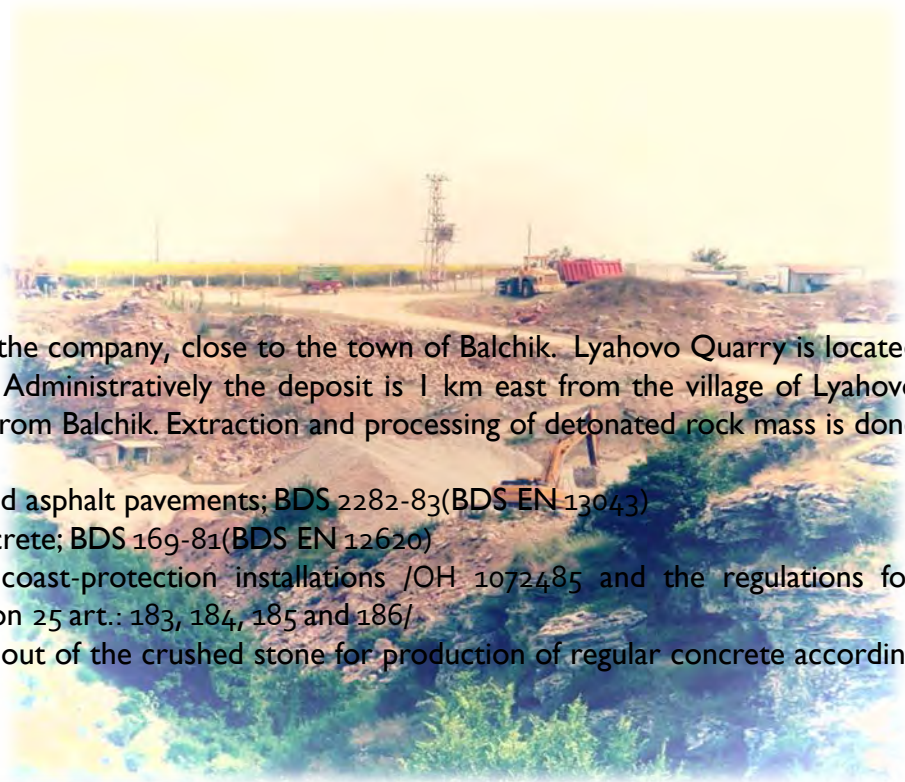 the company, close to the town of Balchik. Lyahovo Quarry is located
Administratively the deposit is 1 km east from the village of Lyahovo
from Balchik. Extraction and processing of detonated rock mass is done
d asphalt pavements; BDS 2282-83(BDS EN 13043)
crete; BDS 169-81(BDS EN 12620)
coast-protection installations /OH 1072485 and the regulations fo
on 25 art.: 183, 184, 185 and 186/
out of the crushed stone for production of regular concrete accordin